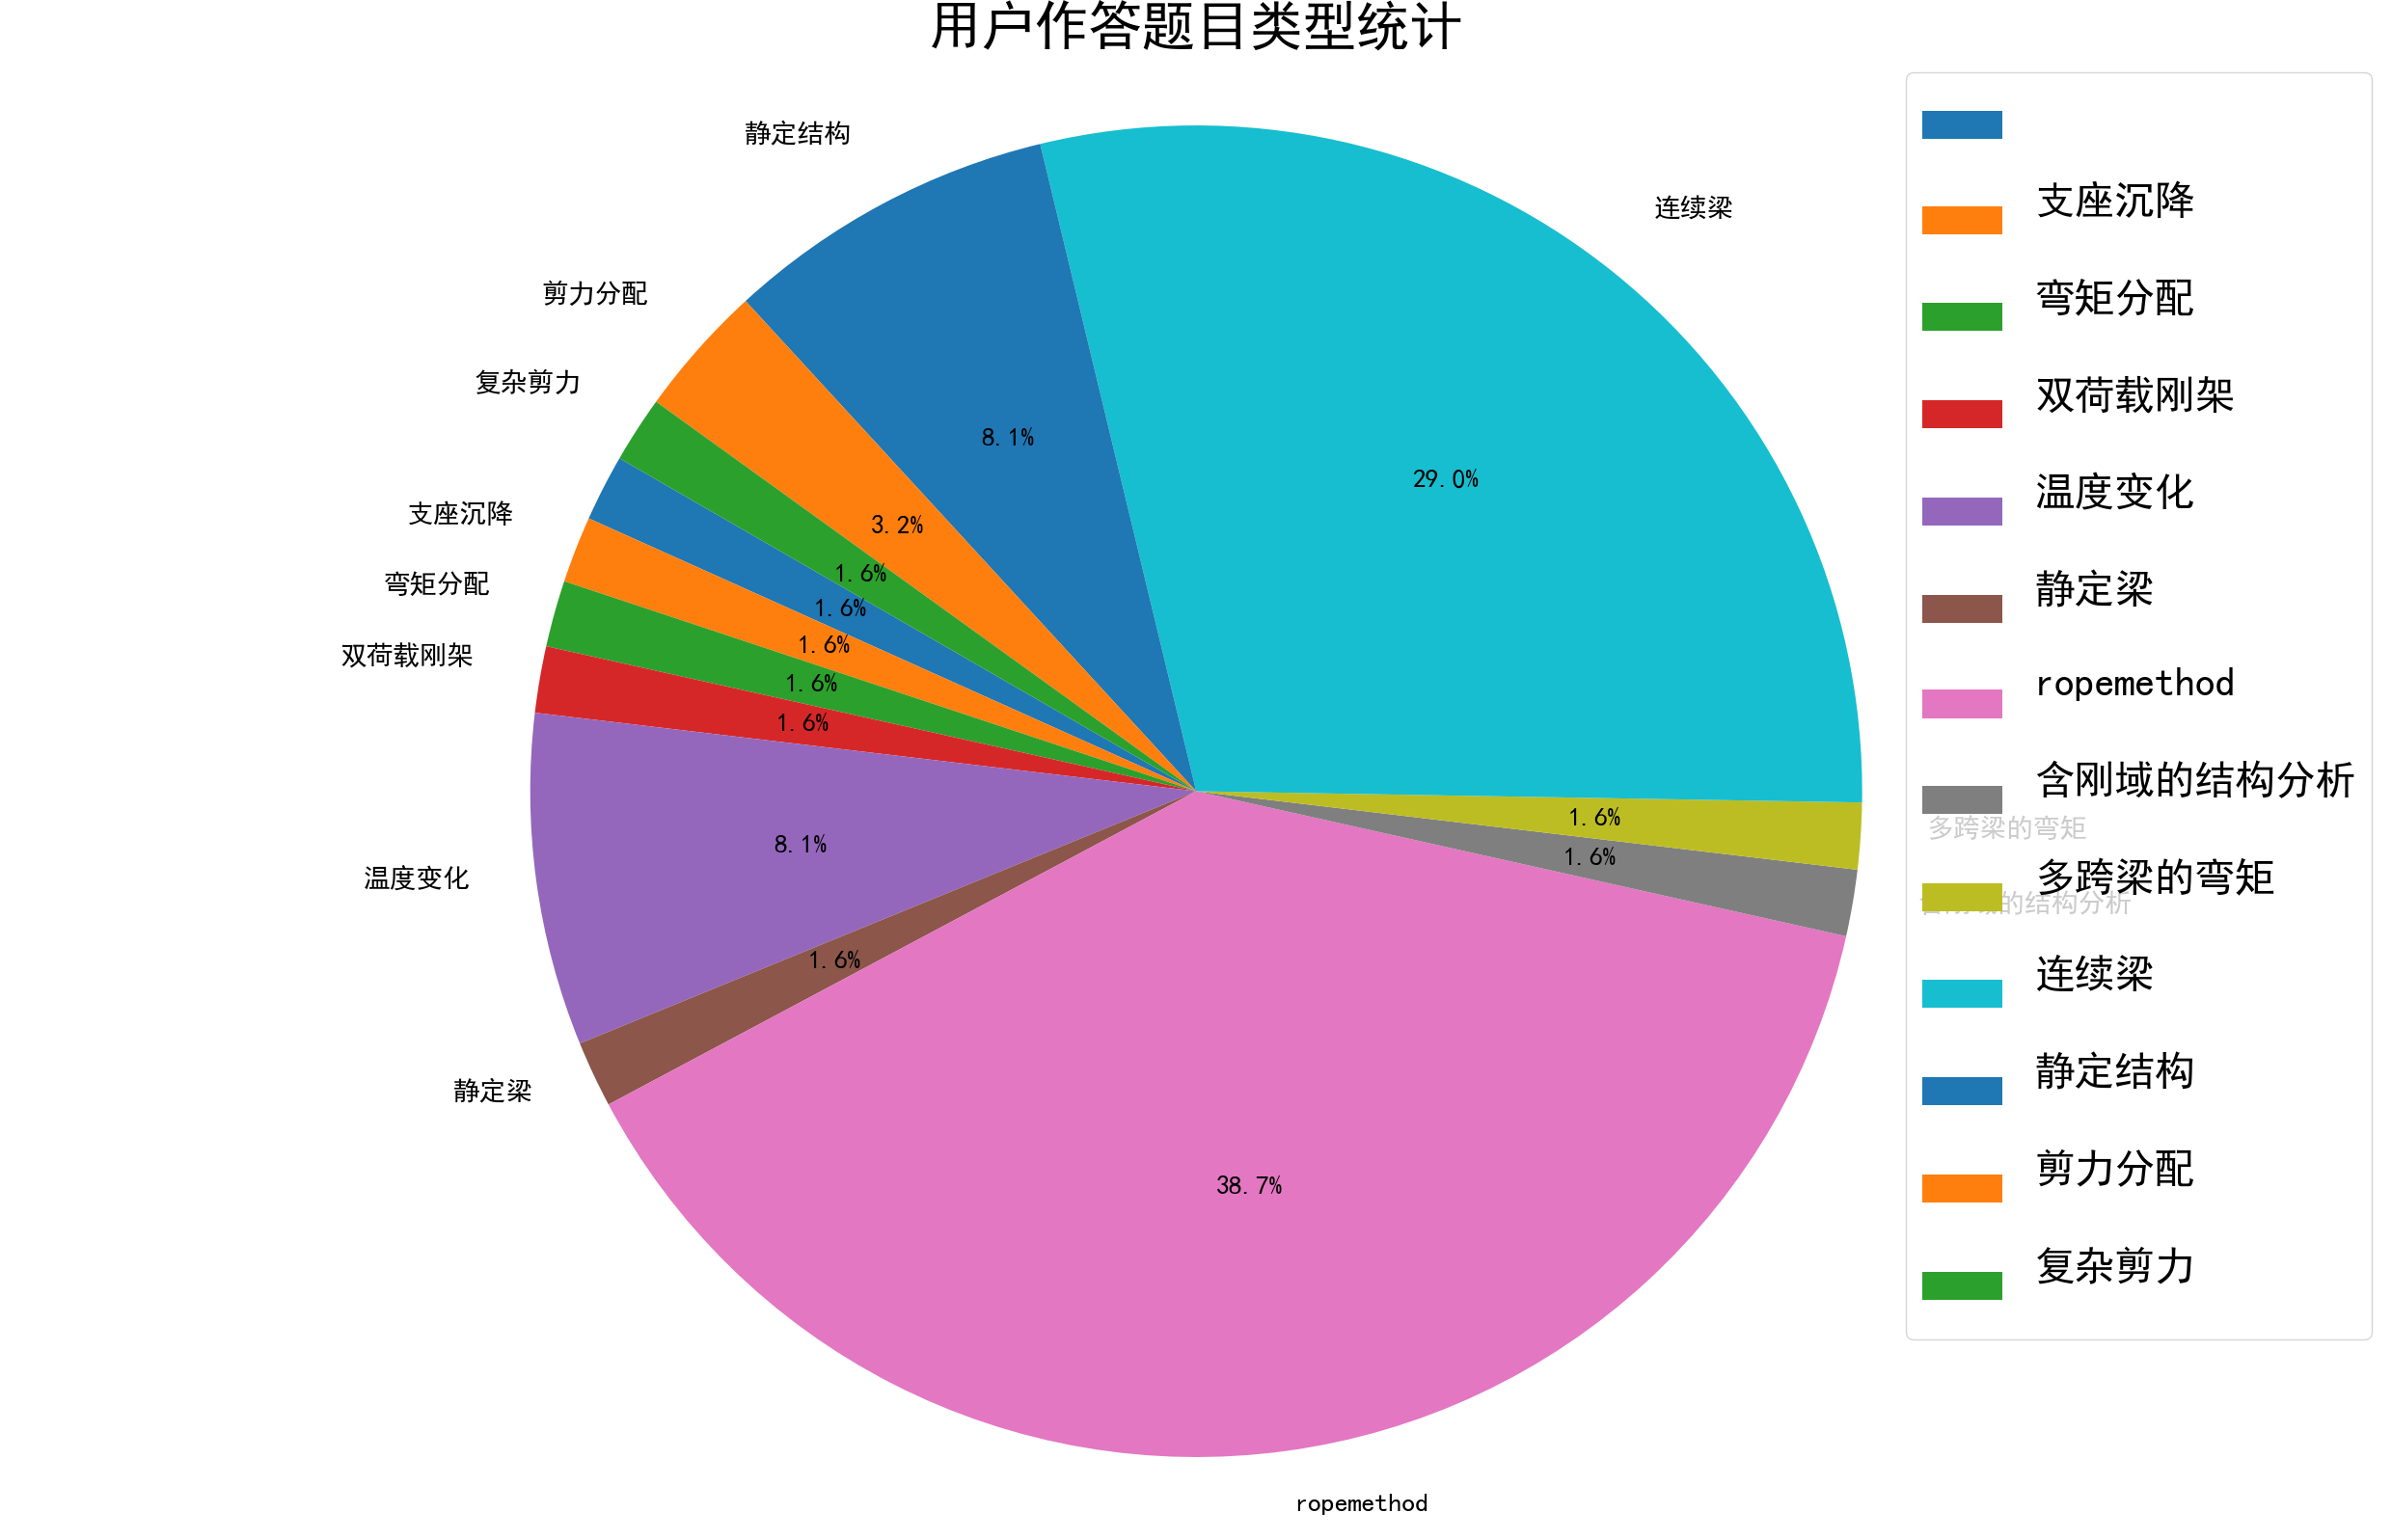 用户作答题目类型统计
静定结构
连续梁
剪力分配
复杂剪力
支座沉降
弯矩分配
双荷载刚架
温度变化
静定梁
ropemethod
8.1%
29.0%
3.2%
1.6%
1.6%
1.6%
1.6%
1.6%
8.1%
1.6%
38.7%
1.6%
1.6%
支座沉降
弯矩分配
双荷载刚架
温度变化
静定梁
ropemethod
含刚域的结构分析
多跨梁的弯矩
多跨梁的弯矩
含刚域的结构分析
连续梁
静定结构
剪力分配
复杂剪力